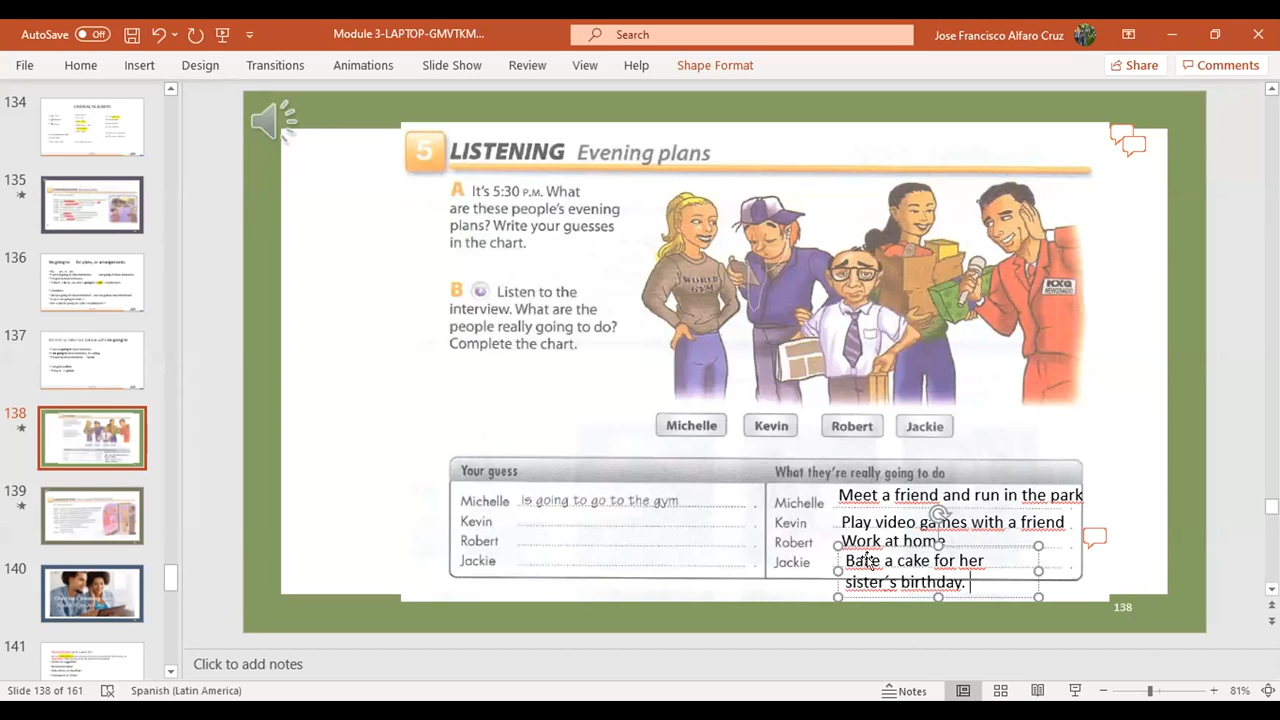 AutoSave Off Module 3-LAPTOP-GMVTKM... Search Jose Francisco Alfaro Cruz
File Home Insert Design Transitions Animations Slide Show Review View Help Shape Format Share Comments
134
135
136
137
138
139
140
141
5 LISTENING Evening plans
A It's 5:30 P.M. What
are these people's evening
plans? Write your guesses
in the chart.
B Listen to the
interview. What are the
people really going to do?
Complete the chart.
WORLD GYM
KXQ
NEWSRADIO
Michelle Kevin Robert Jackie
Your guess What they're really going to do
Michelle is going to go to the gym . Michelle Meet a friend and run in the park
Kevin . Kevin Play video games with a friend .
Robert . Robert Work at home .
Jackie . Jackie Bake a cake for her .
sister´s birthday.
138
Click to add notes
Slide 138 of 161 Spanish (Latin America) Notes 81%